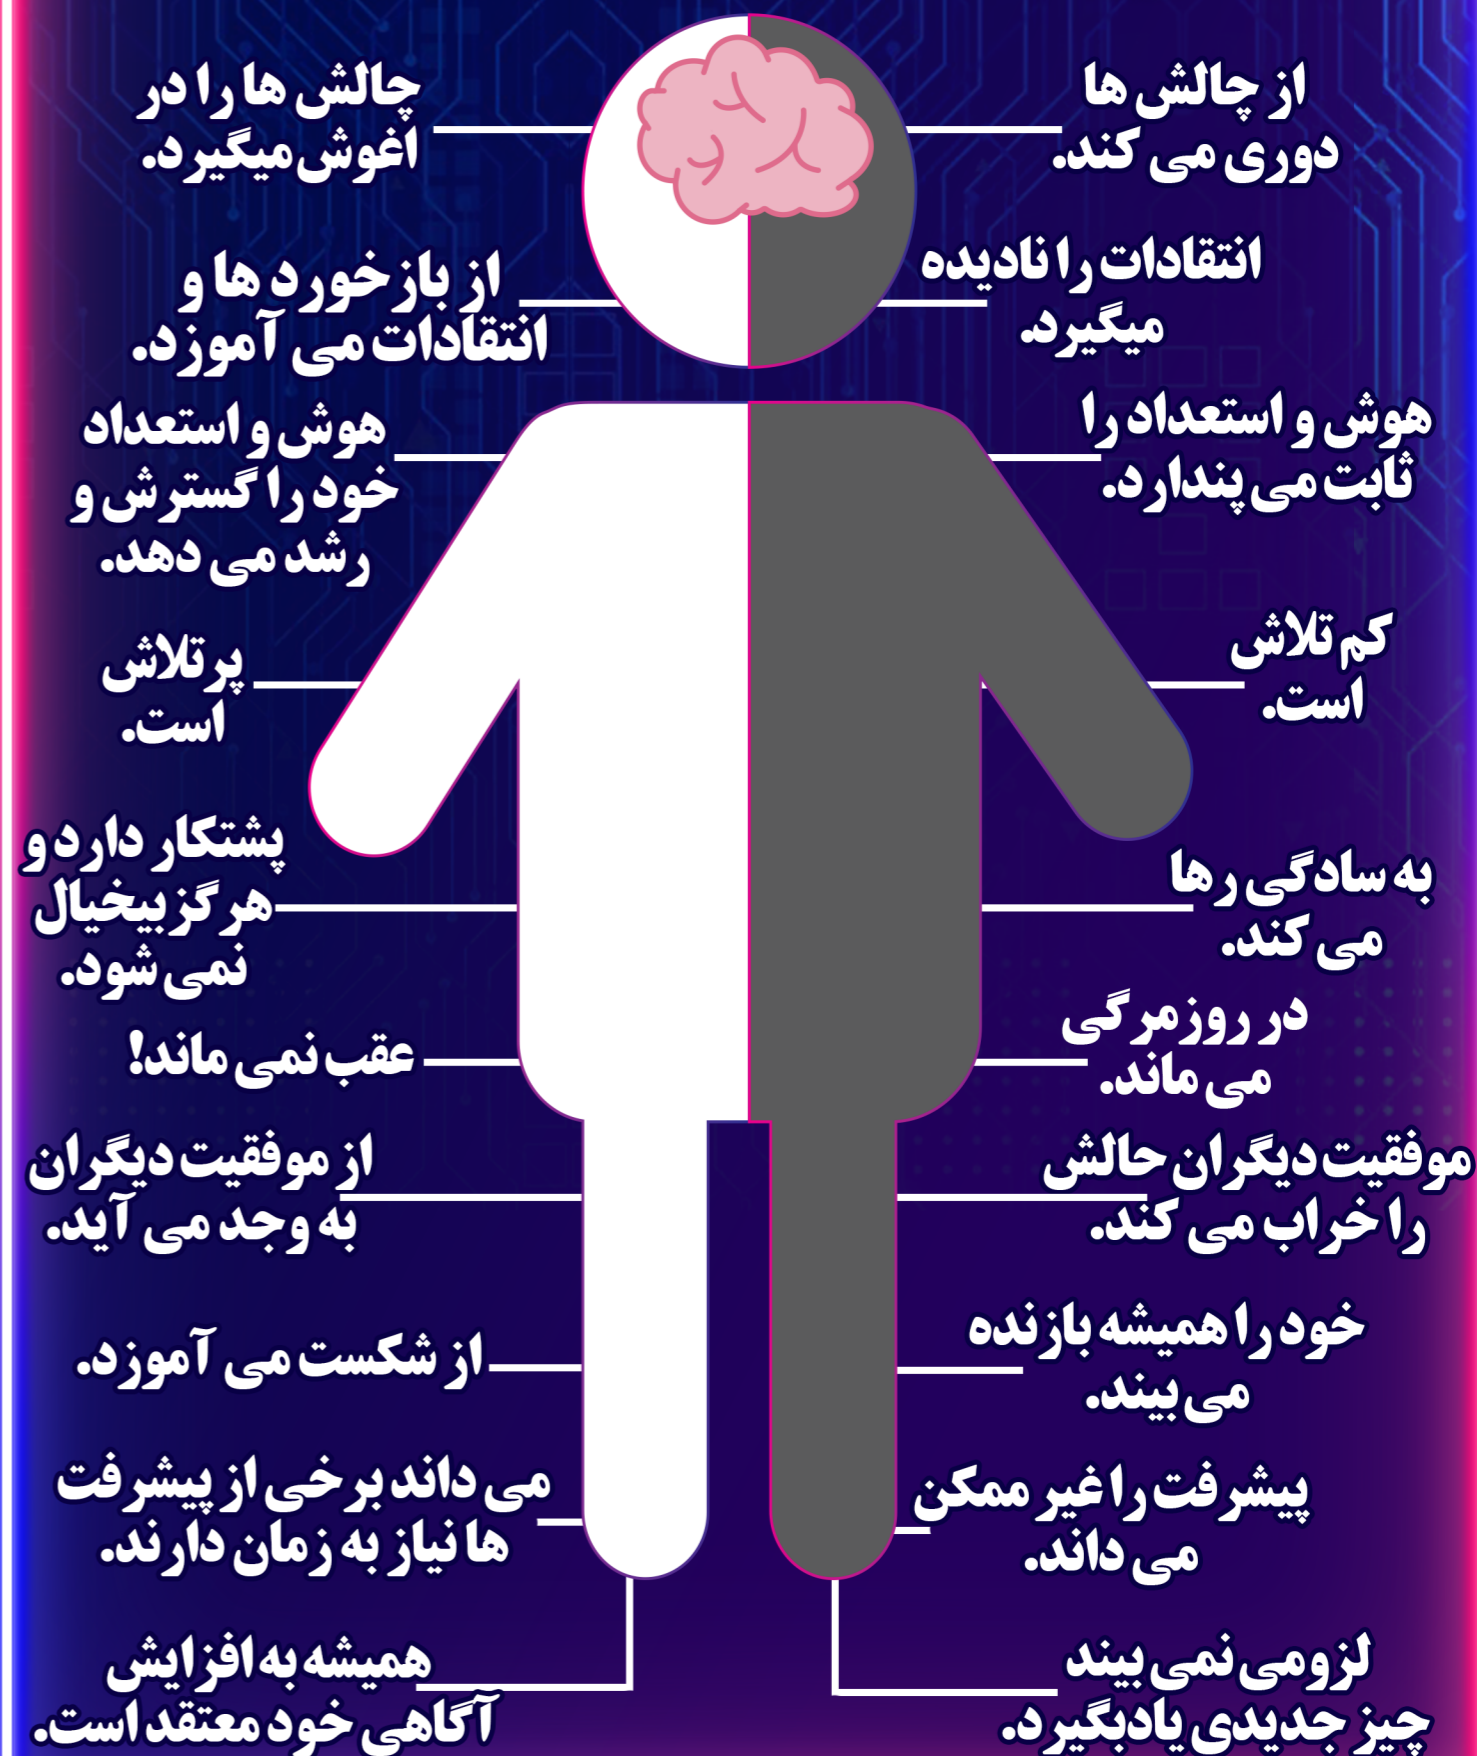 از چالش ها
دوری می کند.
انتقادات را نادیده
میگیرد.
هوش و استعداد را
ثابت می پندارد.
کم تلاش
است.
به سادگی رها
می کند.
در روزمرگی
می ماند.
موفقیت دیگران حالش
را خراب می کند.
خود را همیشه بازنده
می بیند.
پیشرفت را غیر ممکن
می داند.
لزومی نمی بیند
چیز جدیدی یادبگیرد.
چالش ها را در
اغوش میگیرد.
از بازخورد ها و
انتقادات می آموزد.
هوش و استعداد
خود را گسترش و
رشد می دهد.
پرتلاش
است.
پشتکار دارد و
هرگز بیخیال
نمی شود.
عقب نمی ماند!
از موفقیت دیگران
به وجد می آید.
از شکست می آموزد.
می داند برخی از پیشرفت
ها نیاز به زمان دارند.
همیشه به افزایش
آگاهی خود معتقد است.